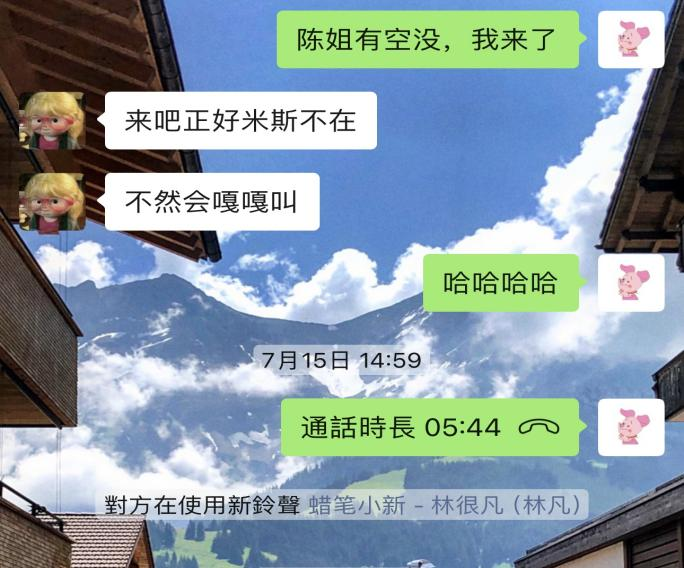 陈姐有空没，我来了
来吧正好米斯不在
不然会嘎嘎叫
哈哈哈哈
7月15日 14:59
通話時長 05:44
對方在使用新鈴聲 蜡笔小新 - 林很凡 (林凡)